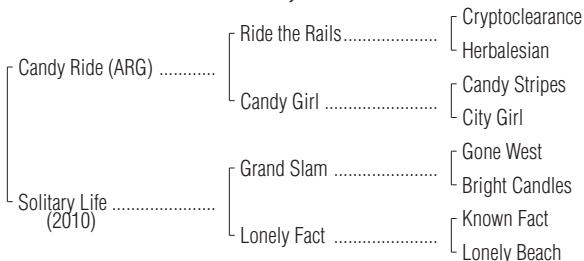 Cryptoclearance
Ride the Rails....................
Herbalesian
Candy Ride (ARG) ............
Candy Stripes
Candy Girl ........................
City Girl
Gone West
Grand Slam ......................
Bright Candles
Solitary Life ......................
(2010)
Known Fact
Lonely Fact ......................
Lonely Beach